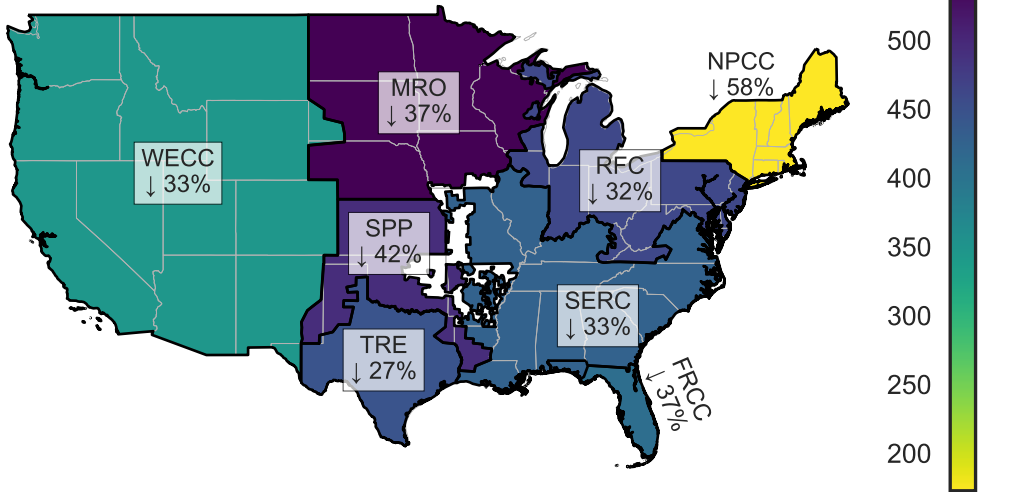 500
450
400
350
300
250
200
NPCC
↓ 58%
MRO
↓ 37%
WECC
↓ 33%
RFC
↓ 32%
SPP
↓ 42%
SERC
↓ 33%
TRE
↓ 27%
FRCC
↓ 37%